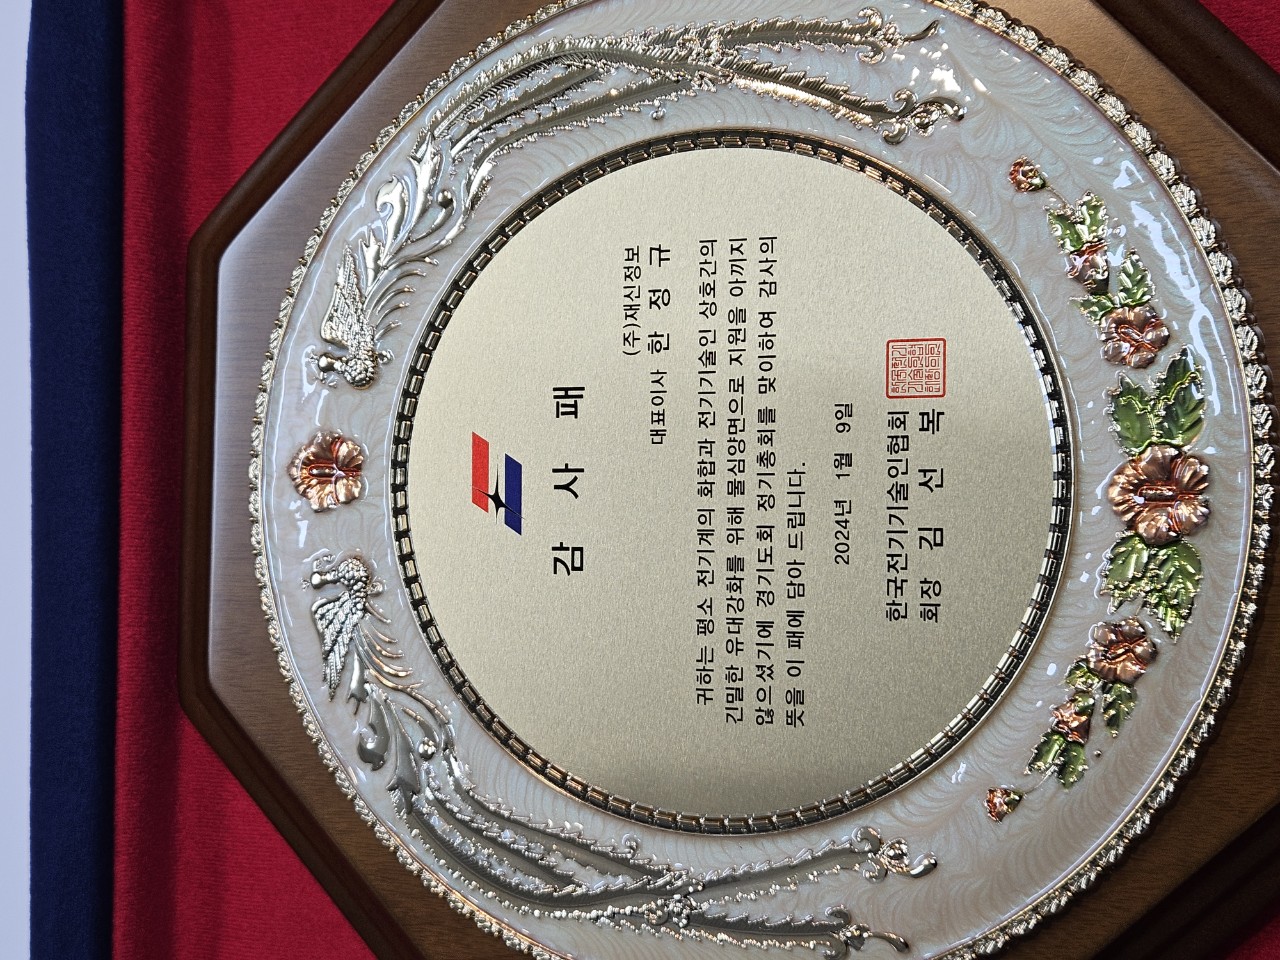 감 사 패
(주)재신정보
대표이사 한 정 규
귀하는 평소 전기계의 화합과 전기기술인 상호간의
긴밀한 유대강화를 위해 물심양면으로 지원을 아끼지
않으셨기에 경기도회 정기총회를 맞이하여 감사의
뜻을 이 패에 담아 드립니다.
2024년 1월 9일
한국전기기술인협회
회장 김 선 복